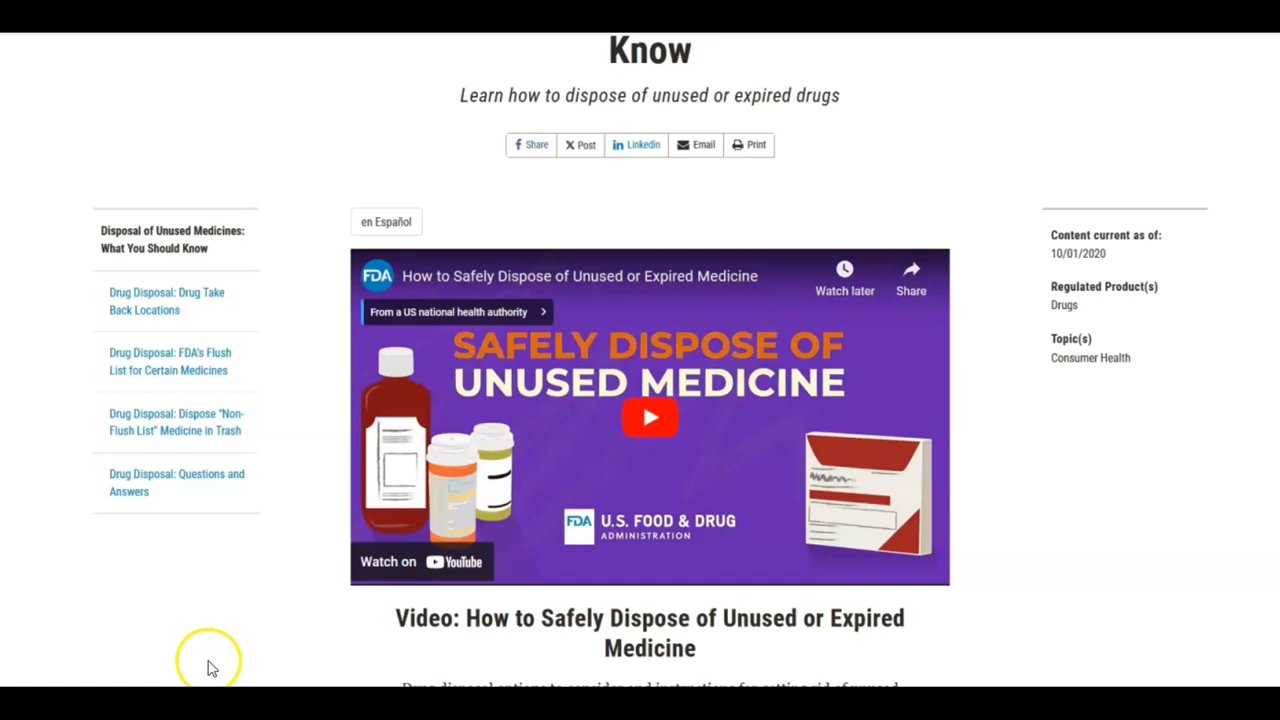 Know
Learn how to dispose of unused or expired drugs
Share
Post
in Linkedin
Email
Print
Disposal of Unused Medicines:
What You Should Know
Drug Disposal: Drug Take
Back Locations
Drug Disposal: FDA's Flush
List for Certain Medicines
Drug Disposal: Dispose "Non-
Flush List" Medicine in Trash
Drug Disposal: Questions and
Answers
en Español
FDA How to Safely Dispose of Unused or Expired Medicine
Watch later
Share
From a US national health authority
SAFELY DISPOSE OF
UNUSED MEDICINE
FDA U.S. FOOD & DRUG
ADMINISTRATION
Watch on YouTube
Video: How to Safely Dispose of Unused or Expired
Medicine
Content current as of:
10/01/2020
Regulated Product(s)
Drugs
Topic(s)
Consumer Health